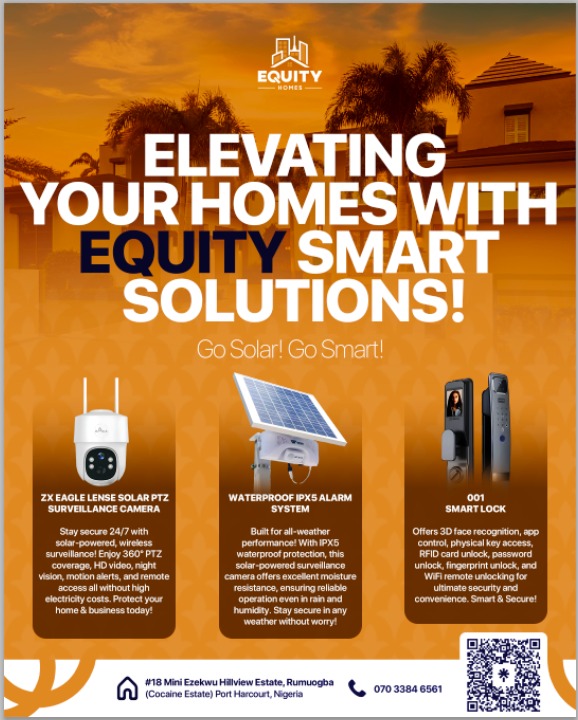 EQUITY
HOMES
ELEVATING
YOUR HOMES WITH
EQUITY SMART
SOLUTIONS!
Go Solar! Go Smart!
ZX EAGLE LENSE SOLAR PTZ
SURVEILLANCE CAMERA
Stay secure 24/7 with
solar-powered, wireless
surveillance! Enjoy 360° PTZ
coverage, HD video, night
vision, motion alerts, and remote
access all without high
electricity costs. Protect your
home & business today!
WATERPROOF IPX5 ALARM
SYSTEM
Built for all-weather
performance! With IPX5
waterproof protection, this
solar-powered surveillance
camera offers excellent moisture
resistance, ensuring reliable
operation even in rain and
humidity. Stay secure in any
weather without worry!
001
SMART LOCK
Offers 3D face recognition, app
control, physical key access,
RFID card unlock, password
unlock, fingerprint unlock, and
WiFi remote unlocking for
ultimate security and
convenience. Smart & Secure!
#18 Mini Ezekwu Hillview Estate, Rumuogba
(Cocaine Estate) Port Harcourt, Nigeria
070 3384 6561